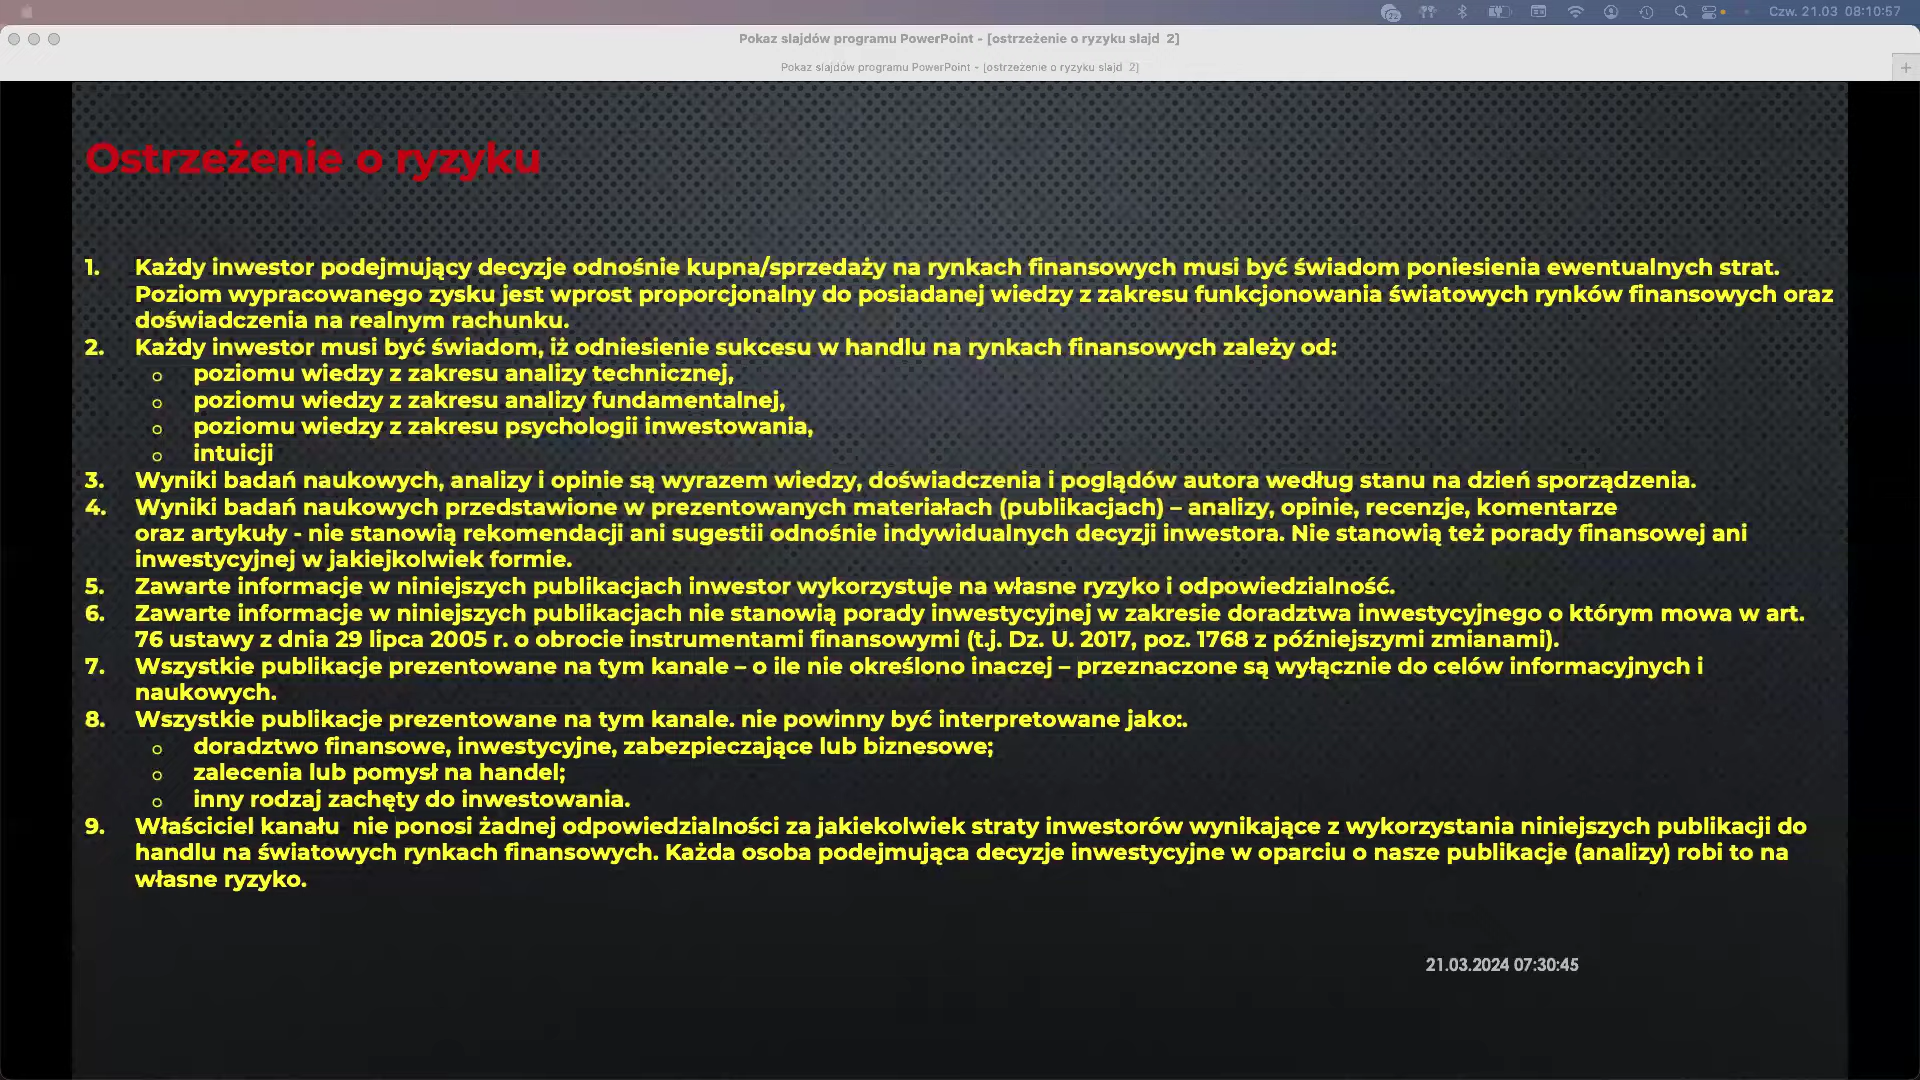 Czw. 21.03 08:10:57
Pokaz slajdów programu PowerPoint - [ostrzeżenie o ryzyku slajd 2]
Pokaz slajdów programu PowerPoint - [ostrzeżenie o ryzyku slajd 2]
Ostrzeżenie o ryzyku
1. Każdy inwestor podejmujący decyzje odnośnie kupna/sprzedaży na rynkach finansowych musi być świadom poniesienia ewentualnych strat.
Poziom wypracowanego zysku jest wprost proporcjonalny do posiadanej wiedzy z zakresu funkcjonowania światowych rynków finansowych oraz
doświadczenia na realnym rachunku.
2. Każdy inwestor musi być świadom, iż odniesienie sukcesu w handlu na rynkach finansowych zależy od:
o poziomu wiedzy z zakresu analizy technicznej,
o poziomu wiedzy z zakresu analizy fundamentalnej,
o poziomu wiedzy z zakresu psychologii inwestowania,
o intuicji
3. Wyniki badań naukowych, analizy i opinie są wyrazem wiedzy, doświadczenia i poglądów autora według stanu na dzień sporządzenia.
4. Wyniki badań naukowych przedstawione w prezentowanych materiałach (publikacjach) – analizy, opinie, recenzje, komentarze
oraz artykuły - nie stanowią rekomendacji ani sugestii odnośnie indywidualnych decyzji inwestora. Nie stanowią też porady finansowej ani
inwestycyjnej w jakiejkolwiek formie.
5. Zawarte informacje w niniejszych publikacjach inwestor wykorzystuje na własne ryzyko i odpowiedzialność.
6. Zawarte informacje w niniejszych publikacjach nie stanowią porady inwestycyjnej w zakresie doradztwa inwestycyjnego o którym mowa w art.
76 ustawy z dnia 29 lipca 2005 r. o obrocie instrumentami finansowymi (t.j. Dz. U. 2017, poz. 1768 z późniejszymi zmianami).
7. Wszystkie publikacje prezentowane na tym kanale – o ile nie określono inaczej – przeznaczone są wyłącznie do celów informacyjnych i
naukowych.
8. Wszystkie publikacje prezentowane na tym kanale. nie powinny być interpretowane jako:.
o doradztwo finansowe, inwestycyjne, zabezpieczające lub biznesowe;
o zalecenia lub pomysł na handel;
o inny rodzaj zachęty do inwestowania.
9. Właściciel kanału nie ponosi żadnej odpowiedzialności za jakiekolwiek straty inwestorów wynikające z wykorzystania niniejszych publikacji do
handlu na światowych rynkach finansowych. Każda osoba podejmująca decyzje inwestycyjne w oparciu o nasze publikacje (analizy) robi to na
własne ryzyko.
21.03.2024 07:30:45